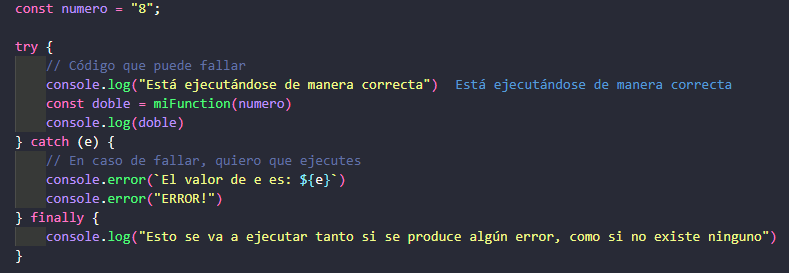 const numero = "8";
try {
// Código que puede fallar
console.log("Está ejecutándose de manera correcta")  Está ejecutándose de manera correcta
const doble = miFunction(numero)
console.log(doble)
} catch (e) {
// En caso de fallar, quiero que ejecutes
console.error(`El valor de e es: ${e}`)
console.error("ERROR!")
} finally {
console.log("Esto se va a ejecutar tanto si se produce algún error, como si no existe ninguno")
}